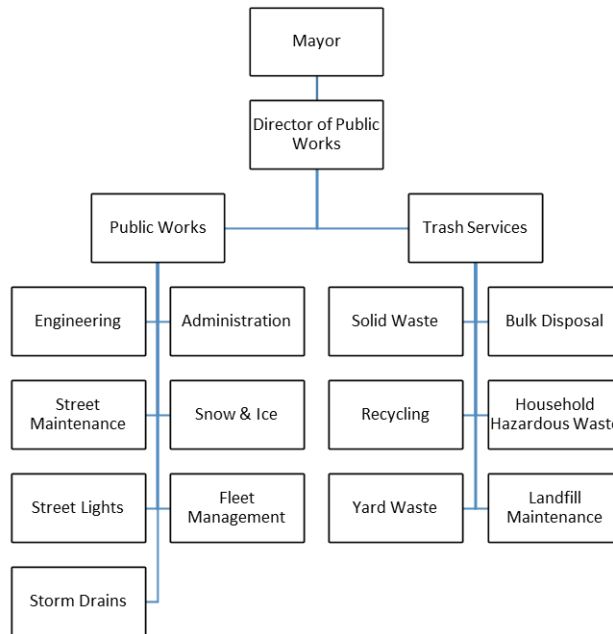 Mayor
Director of Public
Works
Public Works
Trash Services
Engineering
Administration
Solid Waste
Bulk Disposal
Street
Maintenance
Snow & Ice
Recycling
Household
Hazardous Waste
Street Lights
Fleet
Management
Yard Waste
Landfill
Maintenance
Storm Drains